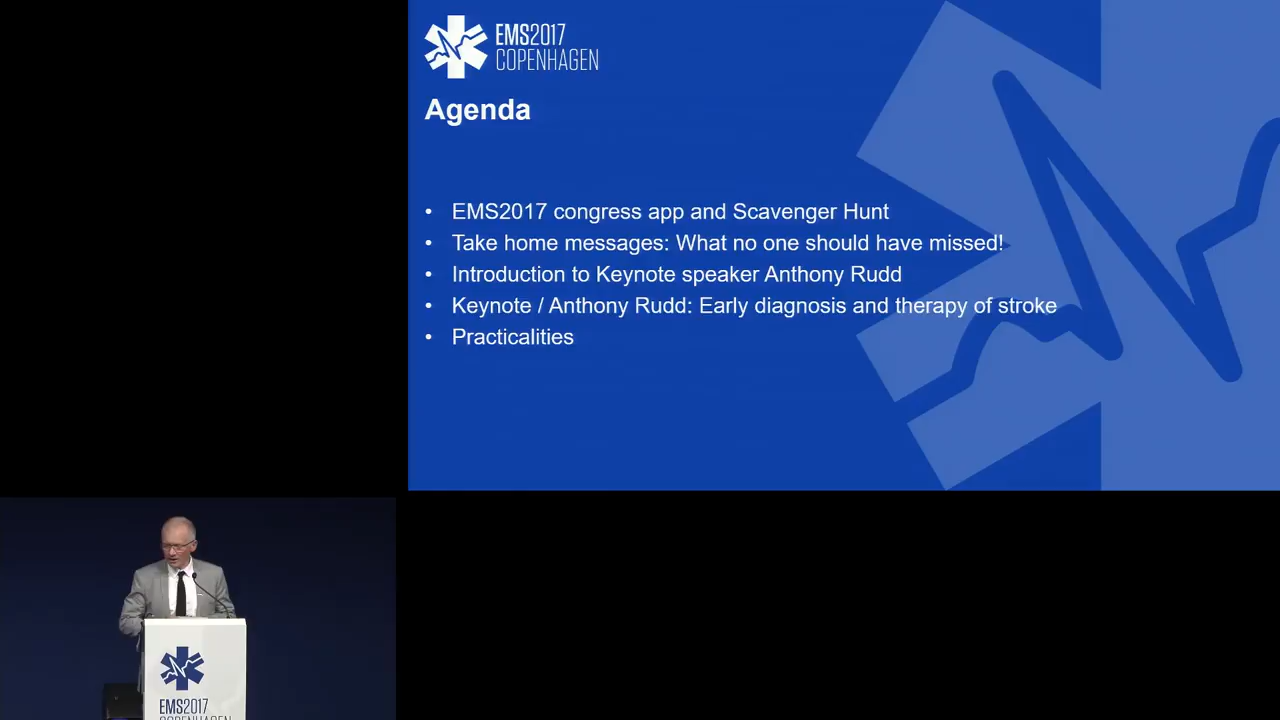 EMS2017
COPENHAGEN
Agenda
• EMS2017 congress app and Scavenger Hunt
• Take home messages: What no one should have missed!
• Introduction to Keynote speaker Anthony Rudd
• Keynote / Anthony Rudd: Early diagnosis and therapy of stroke
• Practicalities
EMS2017
COPENHAGEN